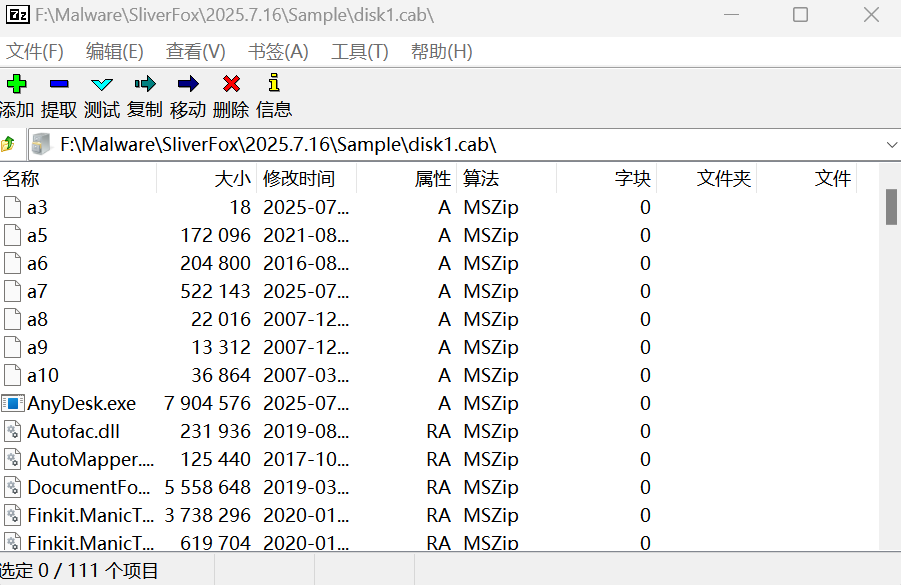 7z F:\Malware\SliverFox\2025.7.16\Sample\disk1.cab\
文件(F) 编辑(E) 查看(V) 书签(A) 工具(T) 帮助(H)
添加 提取 测试 复制 移动 删除 信息
F:\Malware\SliverFox\2025.7.16\Sample\disk1.cab\
名称 大小 修改时间 属性 算法 字块 文件夹 文件
a3 18 2025-07... A MSZip 0
a5 172 096 2021-08... A MSZip 0
a6 204 800 2016-08... A MSZip 0
a7 522 143 2025-07... A MSZip 0
a8 22 016 2007-12... A MSZip 0
a9 13 312 2007-12... A MSZip 0
a10 36 864 2007-03... A MSZip 0
AnyDesk.exe 7 904 576 2025-07... A MSZip 0
Autofac.dll 231 936 2019-08... RA MSZip 0
AutoMapper.... 125 440 2017-10... RA MSZip 0
DocumentFo... 5 558 648 2019-03... RA MSZip 0
Finkit.ManicT... 3 738 296 2020-01... RA MSZip 0
Finkit.ManicT... 619 704 2020-01... RA MSZip 0
选定 0 / 111 个项目